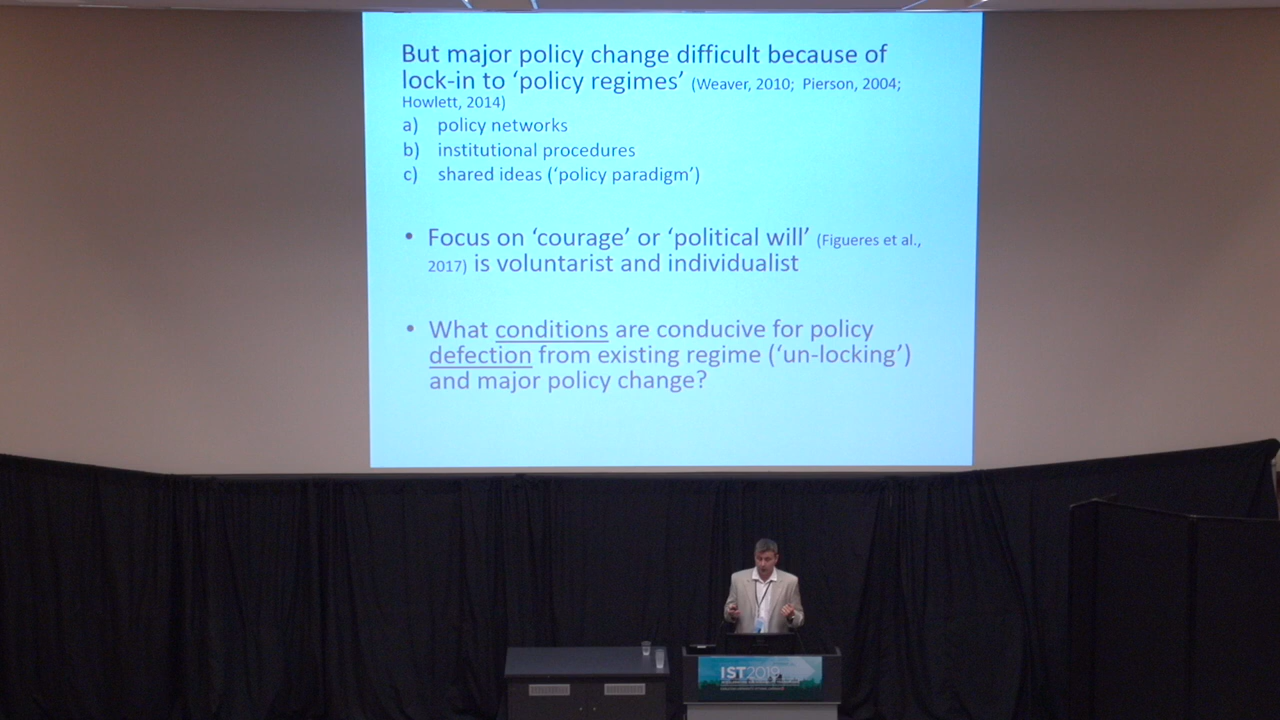 But major policy change difficult because of
lock-in to ‘policy regimes’ (Weaver, 2010; Pierson, 2004;
Howlett, 2014)
a) policy networks
b) institutional procedures
c) shared ideas (‘policy paradigm’)
• Focus on ‘courage’ or ‘political will’ (Figueres et al.,
2017) is voluntarist and individualist
• What conditions are conducive for policy
defection from existing regime (‘un-locking’)
and major policy change?
IST2019